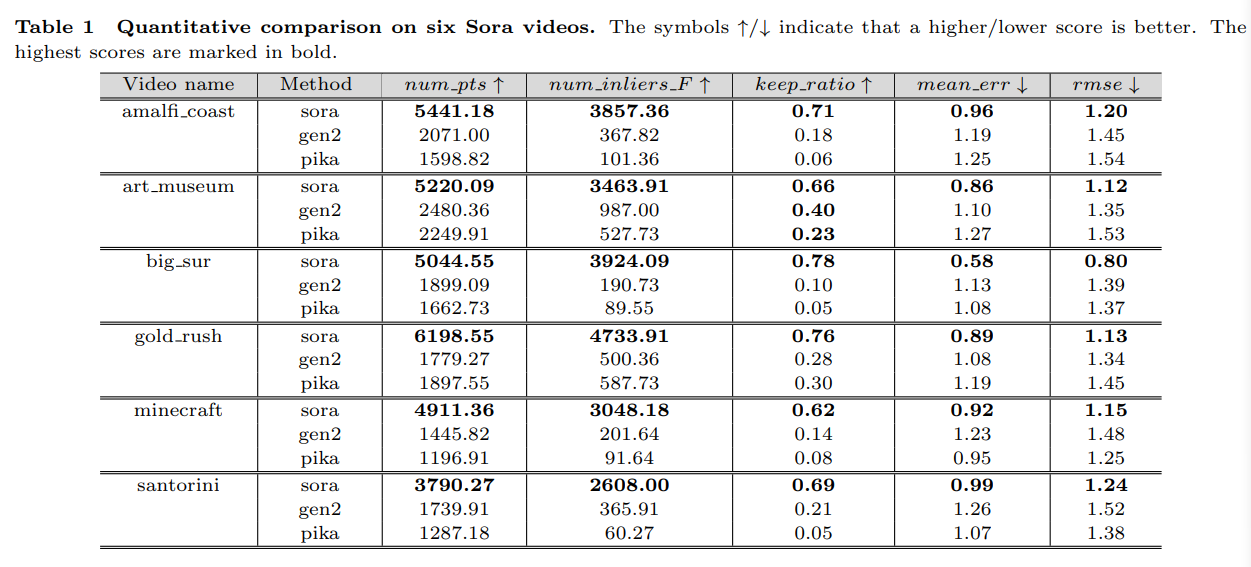 Table 1 Quantitative comparison on six Sora videos. The symbols ↑/↓ indicate that a higher/lower score is better. The
highest scores are marked in bold.
Video name Method num_pts ↑ num_inliers_F ↑ keep_ratio ↑ mean_err ↓ rmse ↓
amalfi_coast sora 5441.18 3857.36 0.71 0.96 1.20
gen2 2071.00 367.82 0.18 1.19 1.45
pika 1598.82 101.36 0.06 1.25 1.54
art_museum sora 5220.09 3463.91 0.66 0.86 1.12
gen2 2480.36 987.00 0.40 1.10 1.35
pika 2249.91 527.73 0.23 1.27 1.53
big_sur sora 5044.55 3924.09 0.78 0.58 0.80
gen2 1899.09 190.73 0.10 1.13 1.39
pika 1662.73 89.55 0.05 1.08 1.37
gold_rush sora 6198.55 4733.91 0.76 0.89 1.13
gen2 1779.27 500.36 0.28 1.08 1.34
pika 1897.55 587.73 0.30 1.19 1.45
minecraft sora 4911.36 3048.18 0.62 0.92 1.15
gen2 1445.82 201.64 0.14 1.23 1.48
pika 1196.91 91.64 0.08 0.95 1.25
santorini sora 3790.27 2608.00 0.69 0.99 1.24
gen2 1739.91 365.91 0.21 1.26 1.52
pika 1287.18 60.27 0.05 1.07 1.38